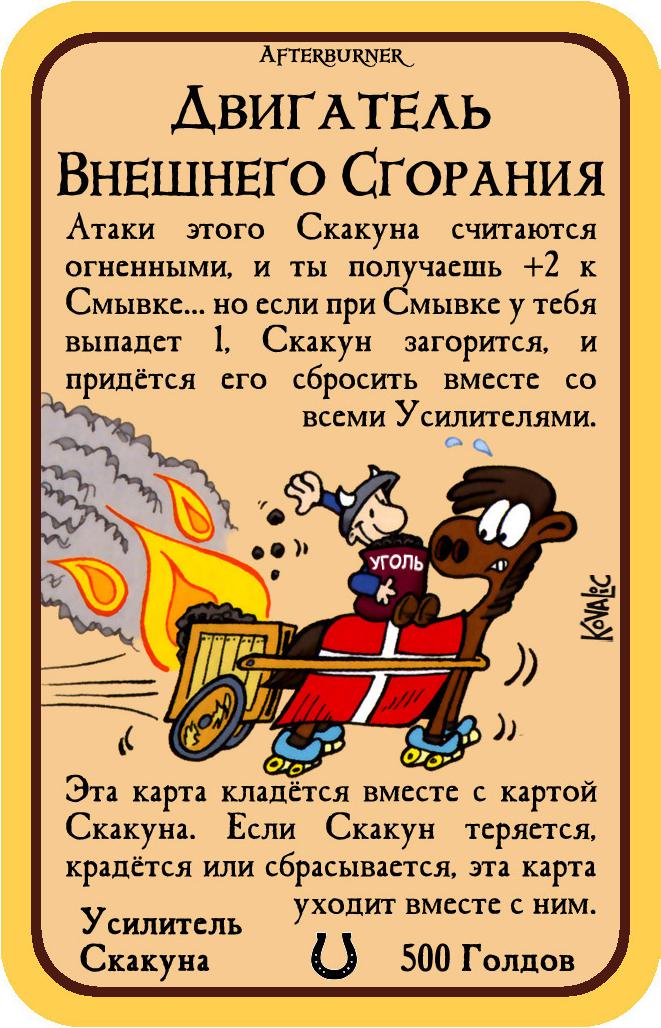 Afterburner
Двигатель
Внешнего Сгорания
Атаки этого Скакуна считаются
огненными, и ты получаешь +2 к
Смывке... но если при Смывке у тебя
выпадет 1, Скакун загорится, и
придётся его сбросить вместе со
всеми Усилителями.
УГОЛЬ
KOVALIC
Эта карта кладётся вместе с картой
Скакуна. Если Скакун теряется,
крадётся или сбрасывается, эта карта
уходит вместе с ним.
Усилитель
Скакуна
500 Голдов